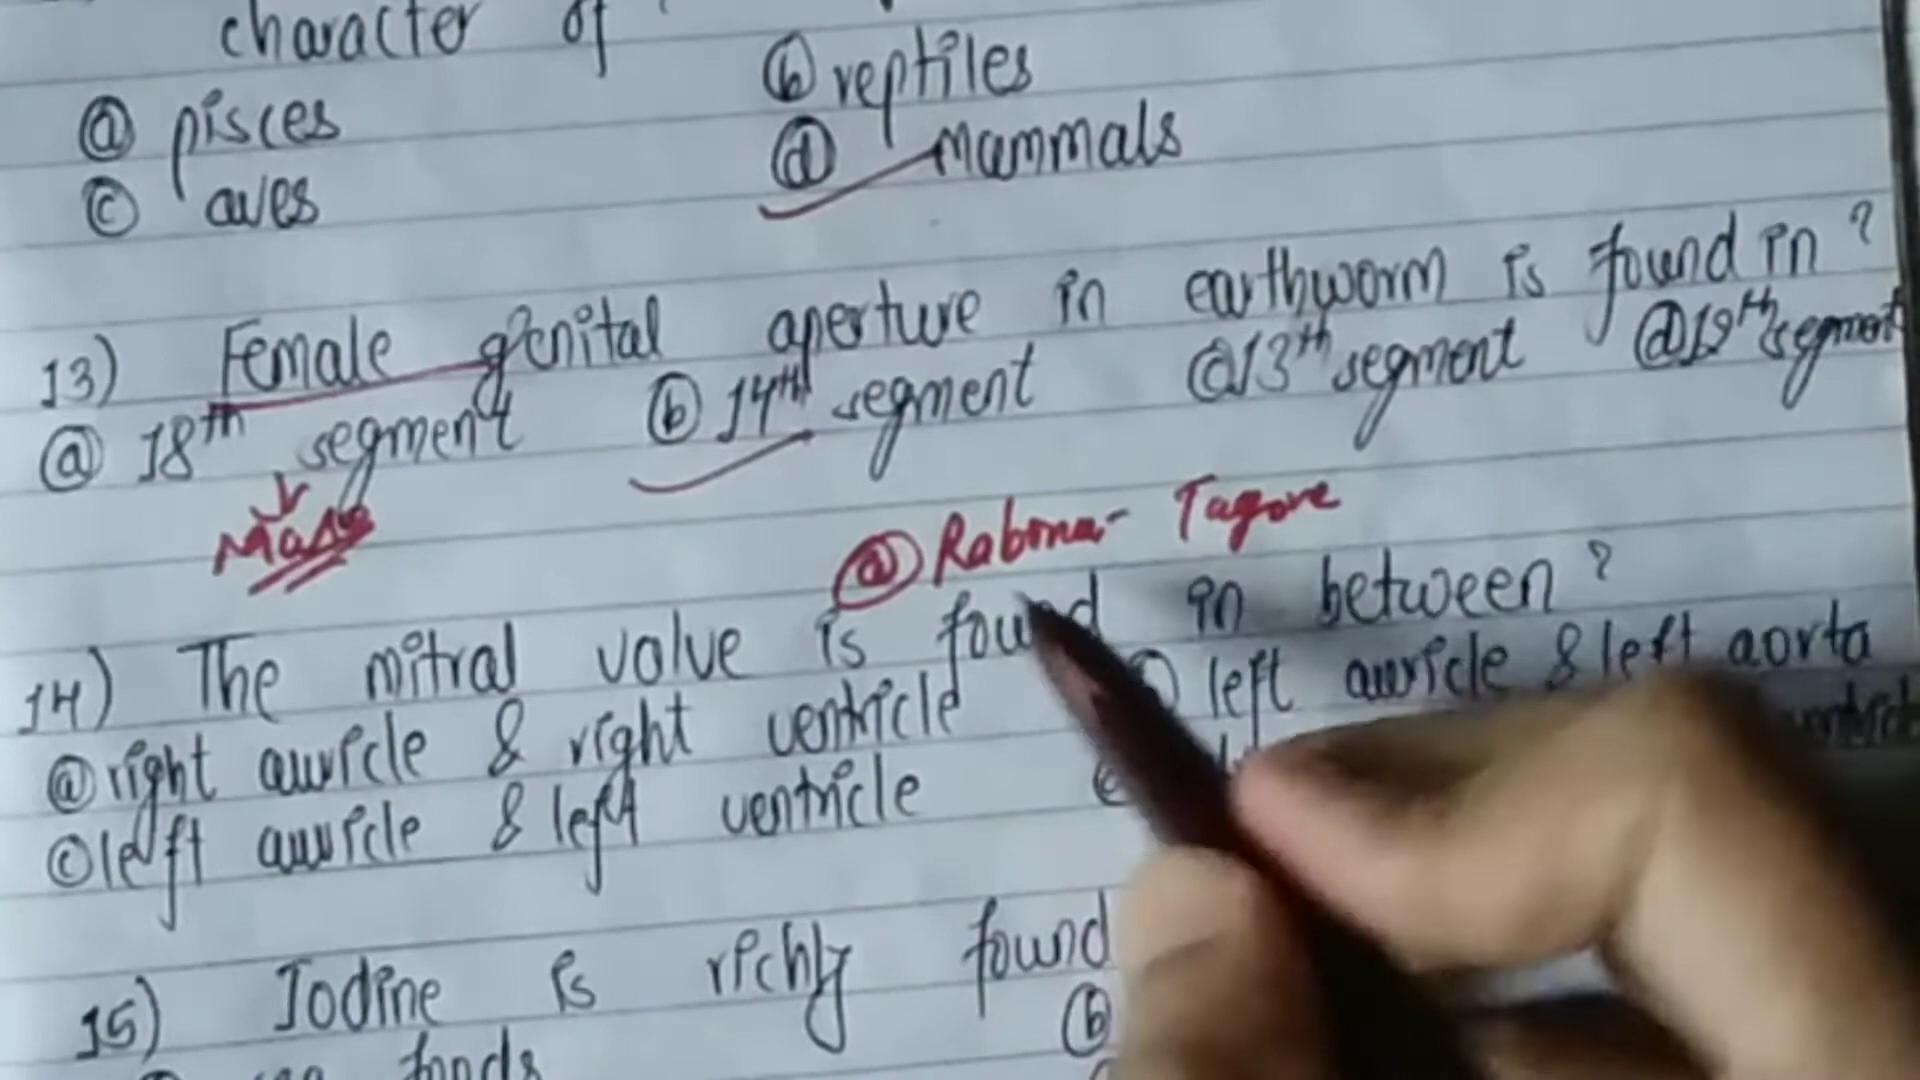 character of
ⓐ pisces ⓑ reptiles
ⓒ aves ⓓ Mammals
13) Female genital aperture in earthworm is found in ?
ⓐ 18th segment ⓑ 14th segment ⓒ 13th segment ⓓ 19th segment
ⓐ Tagore
14) The mitral valve is found in between ?
ⓐ right auricle & right ventricle left auricle & left aorta
ⓒ left auricle & left ventricle
15) Iodine is richly found
ⓑ
foods